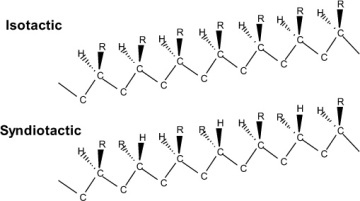 Isotactic
H R H R H R H R H R H R H R
C C C C C C C C C C C C C C
Syndiotactic
H R R H H R R H H R R H H R
C C C C C C C C C C C C C C